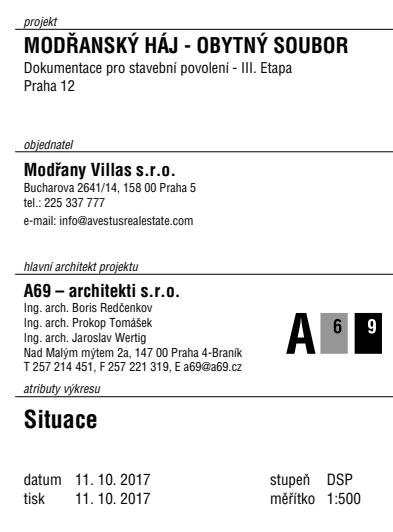 projekt
MODŘANSKÝ HÁJ - OBYTNÝ SOUBOR
Dokumentace pro stavební povolení - III. Etapa
Praha 12
objednatel
Modřany Villas s.r.o.
Bucharova 2641/14, 158 00 Praha 5
tel.: 225 337 777
e-mail: info@avestusrealestate.com
hlavní architekt projektu
A69 – architekti s.r.o.
Ing. arch. Boris Redčenkov
Ing. arch. Prokop Tomášek
Ing. arch. Jaroslav Wertig
Nad Malým mýtem 2a, 147 00 Praha 4-Braník
T 257 214 451, F 257 221 319, E a69@a69.cz
A 6 9
atributy výkresu
Situace
datum 11. 10. 2017 stupeň DSP
tisk 11. 10. 2017 měřítko 1:500